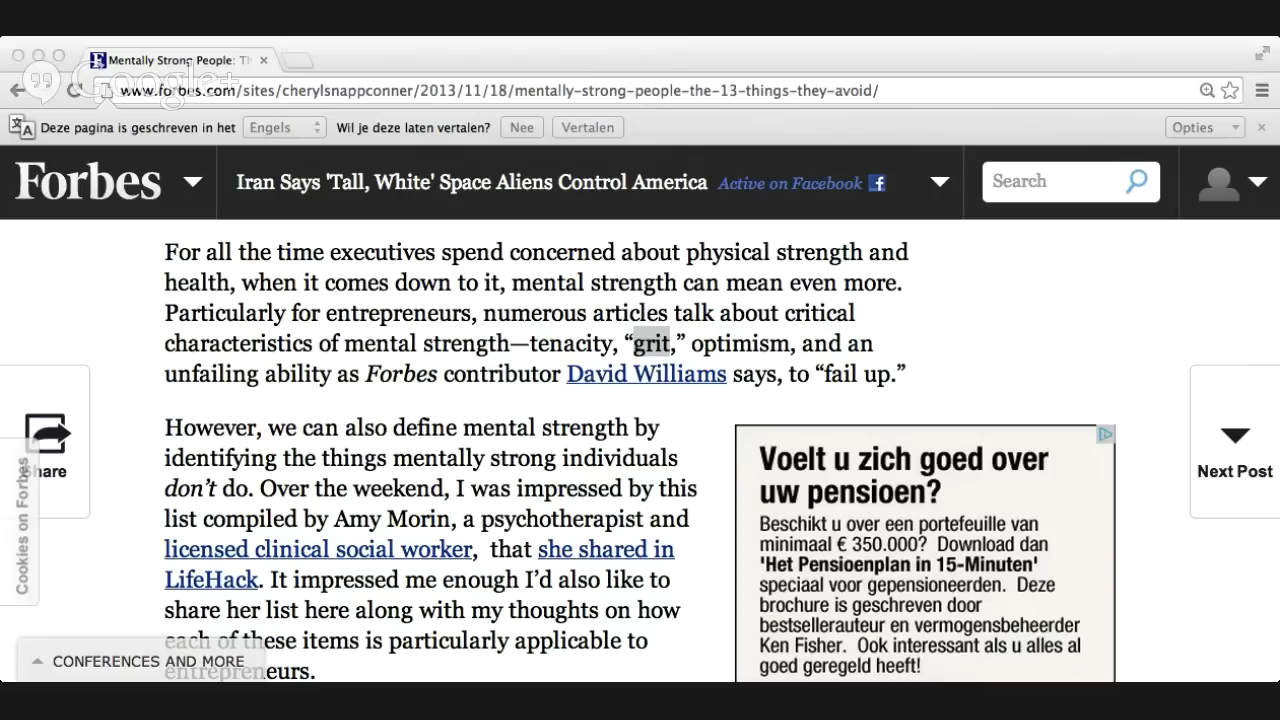 Mentally Strong People: Th
Google+
www.forbes.com/sites/cherylsnappconner/2013/11/18/mentally-strong-people-the-13-things-they-avoid/
Deze pagina is geschreven in het Engels Wil je deze laten vertalen? Nee Vertalen Opties
Forbes Iran Says 'Tall, White' Space Aliens Control America Active on Facebook Search
For all the time executives spend concerned about physical strength and
health, when it comes down to it, mental strength can mean even more.
Particularly for entrepreneurs, numerous articles talk about critical
characteristics of mental strength—tenacity, “grit,” optimism, and an
unfailing ability as Forbes contributor David Williams says, to “fail up.”
However, we can also define mental strength by
identifying the things mentally strong individuals
don’t do. Over the weekend, I was impressed by this
list compiled by Amy Morin, a psychotherapist and
licensed clinical social worker, that she shared in
LifeHack. It impressed me enough I’d also like to
share her list here along with my thoughts on how
each of these items is particularly applicable to
entrepreneurs.
Share
Cookies on Forbes
CONFERENCES AND MORE
Voelt u zich goed over
uw pensioen?
Beschikt u over een portefeuille van
minimaal € 350.000? Download dan
'Het Pensioenplan in 15-Minuten'
speciaal voor gepensioneerden. Deze
brochure is geschreven door
bestsellerauteur en vermogensbeheerder
Ken Fisher. Ook interessant als u alles al
goed geregeld heeft!
Next Post